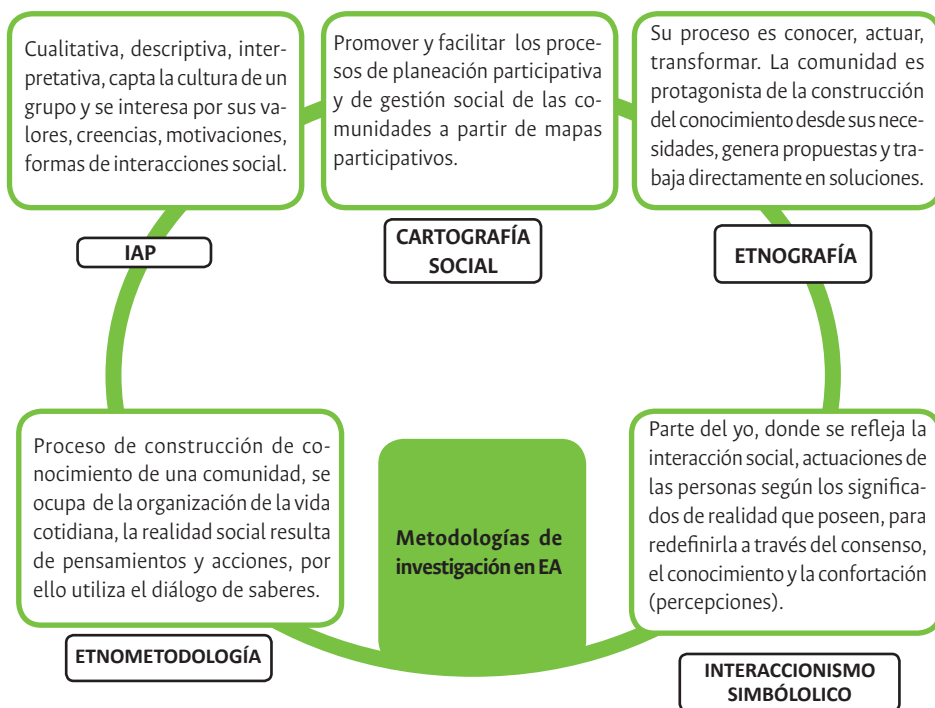 Cualitativa, descriptiva, inter-
pretativa, capta la cultura de un
grupo y se interesa por sus va-
lores, creencias, motivaciones,
formas de interacciones social.
IAP
Promover y facilitar los proce-
sos de planeación participativa
y de gestión social de las co-
munidades a partir de mapas
participativos.
CARTOGRAFÍA
SOCIAL
Su proceso es conocer, actuar,
transformar. La comunidad es
protagonista de la construcción
del conocimiento desde sus nece-
sidades, genera propuestas y tra-
baja directamente en soluciones.
ETNOGRAFÍA
Proceso de construcción de co-
nocimiento de una comunidad, se
ocupa de la organización de la vida
cotidiana, la realidad social resulta
de pensamientos y acciones, por
ello utiliza el diálogo de saberes.
ETNOMETODOLOGÍA
Metodologías de
investigación en EA
Parte del yo, donde se refleja la
interacción social, actuaciones de
las personas según los significa-
dos de realidad que poseen, para
redefinirla a través del consenso,
el conocimiento y la confortación
(percepciones).
INTERACCIONISMO
SIMBÓLOLICO